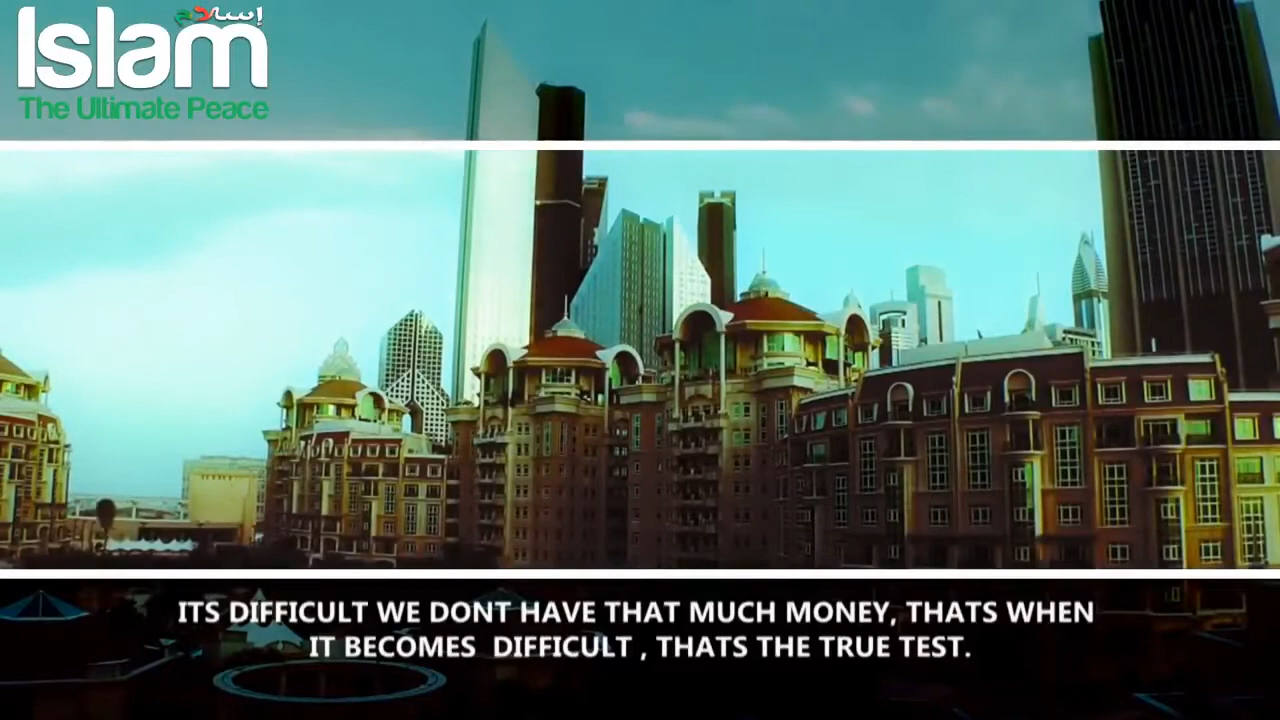 إسلام
Islam
The Ultimate Peace
ITS DIFFICULT WE DONT HAVE THAT MUCH MONEY, THATS WHEN
IT BECOMES  DIFFICULT , THATS THE TRUE TEST.